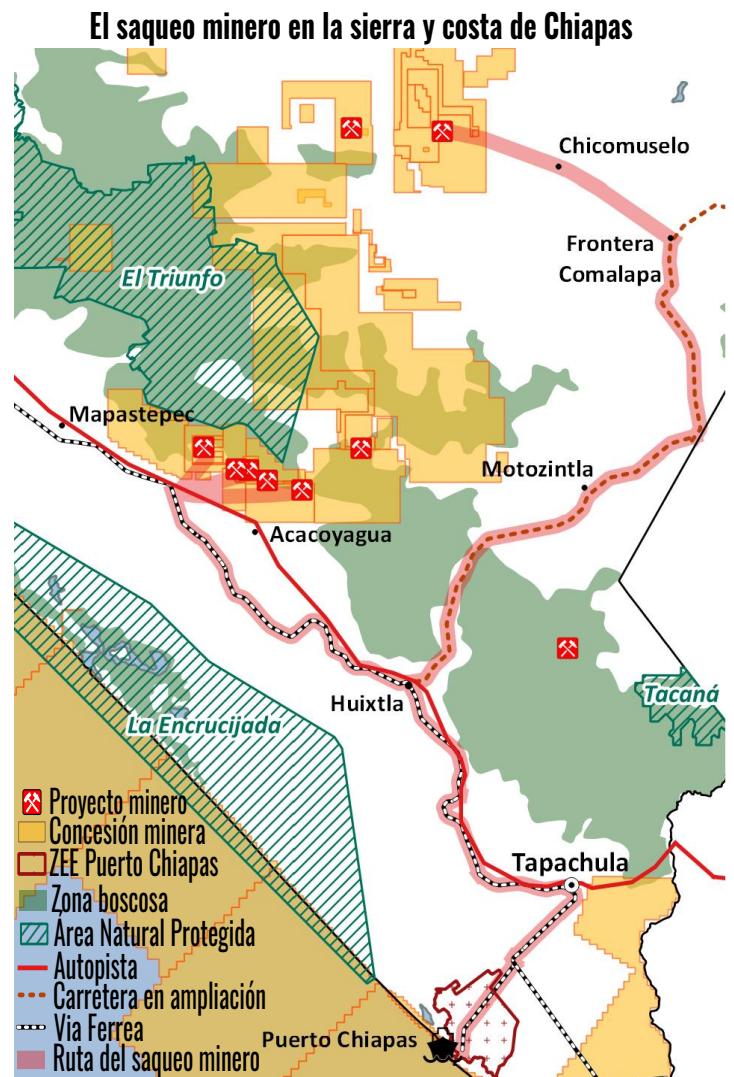 El saqueo minero en la sierra y costa de Chiapas
Chicomuselo
Frontera
Comalapa
El Triunfo
Mapastepec
Motozintla
Acacoyagua
Huixtla
Tacaná
La Encrucijada
Tapachula
Puerto Chiapas
Proyecto minero
Concesión minera
ZEE Puerto Chiapas
Zona boscosa
Área Natural Protegida
Autopista
Carretera en ampliación
Via Ferrea
Ruta del saqueo minero